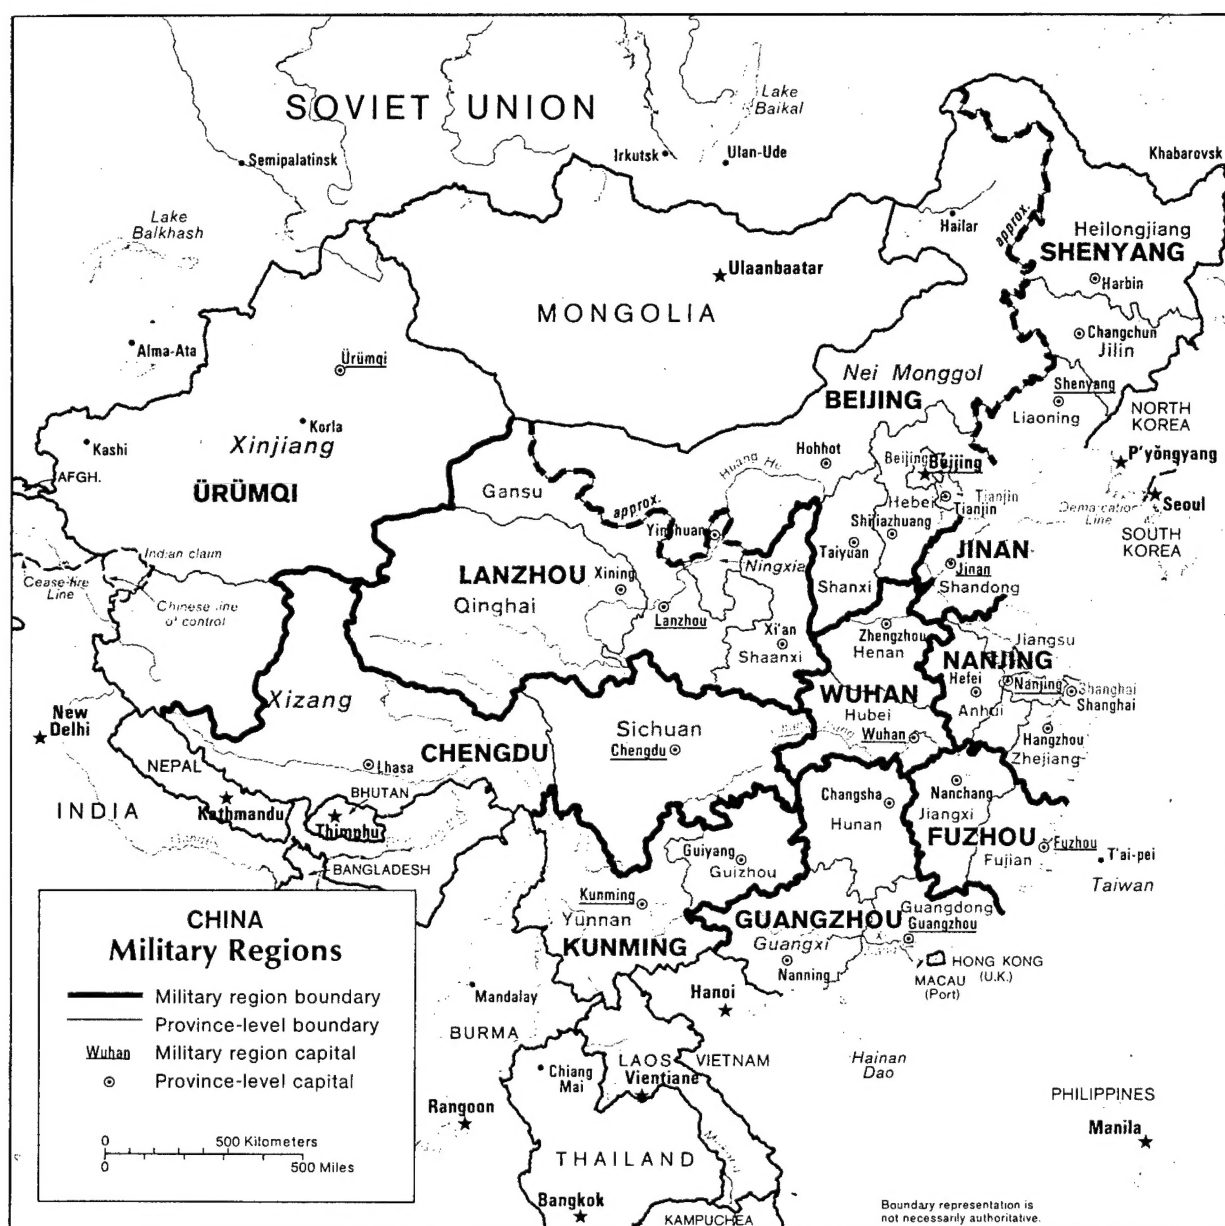 SOVIET UNION
Lake
Baikal
Semipalatinsk
Irkutsk
Ulan-Ude
Khabarovsk
Lake
Balkhash
Hailar
approx.
Heilongjiang
SHENYANG
Harbin
Ulaanbaatar
MONGOLIA
Alma-Ata
Ürümqi
Changchun
Jilin
Nei Monggol
BEIJING
Shenyang
Liaoning
NORTH
KOREA
Korla
Kashi
Xinjiang
AFGH.
ÜRÜMQI
Hohhot
Huang He
Beijing
Beijing
P'yŏngyang
Gansu
approx.
Hebei
Tianjin
Tianjin
Demarcation
Line
Seoul
SOUTH
KOREA
Yinchuan
Shijiazhuang
Taiyuan
JINAN
Jinan
Shandong
Indian claim
Cease-fire
Line
Chinese line
of control
LANZHOU
Qinghai
Xining
Ningxia
Shanxi
Lanzhou
Xi'an
Shaanxi
Zhengzhou
Henan
Jiangsu
NANJING
Hefei
Nanjing
Anhui
Shanghai
Shanghai
Xizang
WUHAN
Hubei
Wuhan
Hangzhou
Zhejiang
New
Delhi
Sichuan
Chengdu
CHENGDU
NEPAL
Lhasa
BHUTAN
INDIA
Kathmandu
Thimphu
Changsha
Hunan
Nanchang
Jiangxi
FUZHOU
Fuzhou
Fujian
T'ai-pei
Taiwan
BANGLADESH
Guiyang
Guizhou
Kunming
Yunnan
KUNMING
GUANGZHOU
Guangdong
Guangzhou
Guangxi
Nanning
HONG KONG
(U.K.)
MACAU
(Port)
Mandalay
BURMA
Hanoi
LAOS
VIETNAM
Chiang
Mai
Vientiane
Hainan
Dao
Rangoon
PHILIPPINES
Manila
THAILAND
Bangkok
KAMPUCHEA
CHINA
Military Regions
Military region boundary
Province-level boundary
Wuhan Military region capital
Province-level capital
0 500 Kilometers
0 500 Miles
Boundary representation is
not necessarily authoritative.